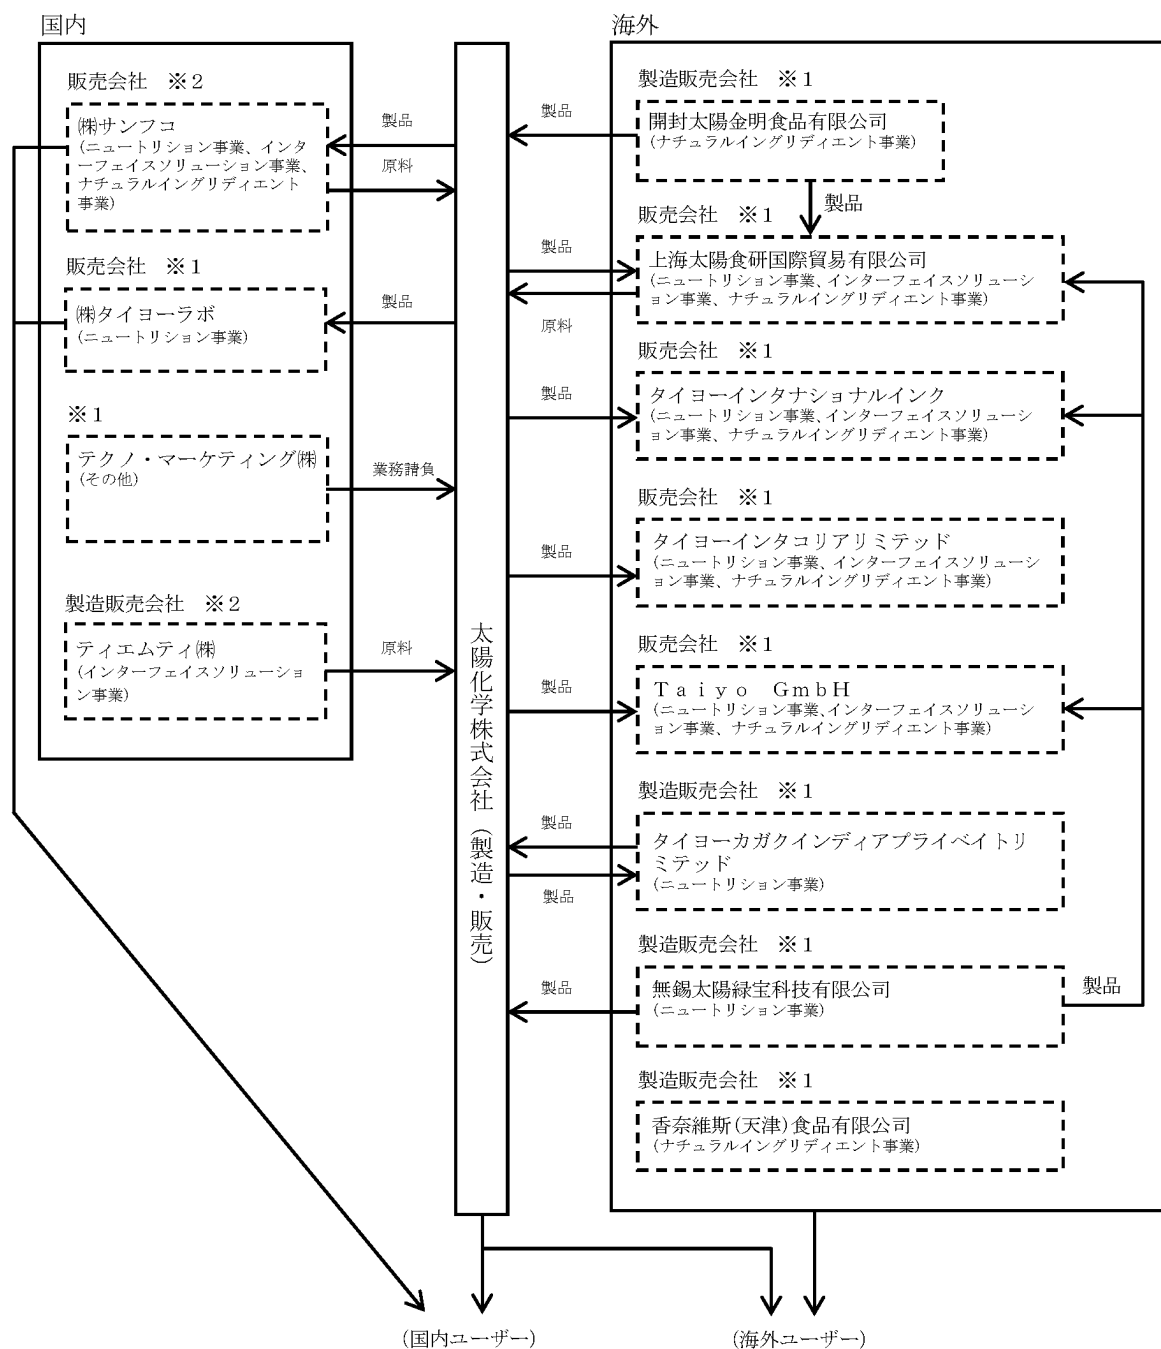 国内
販売会社　※２
㈱サンフコ
(ニュートリション事業、インタ
ーフェイスソリューション事業、
ナチュラルイングリディエント
事業)
製品
原料
販売会社　※１
㈱タイヨーラボ
(ニュートリション事業)
製品
※１
テクノ・マーケティング㈱
(その他)
業務請負
製造販売会社　※２
ティエムティ㈱
(インターフェイスソリューショ
ン事業)
原料
太陽化学株式会社（製造・販売）
海外
製造販売会社　※１
開封太陽金明食品有限公司
(ナチュラルイングリディエント事業)
製品
製品
販売会社　※１
上海太陽食研国際貿易有限公司
(ニュートリション事業、インターフェイスソリューシ
ョン事業、ナチュラルイングリディエント事業)
製品
原料
販売会社　※１
タイヨーインタナショナルインク
(ニュートリション事業、インターフェイスソリューシ
ョン事業、ナチュラルイングリディエント事業)
製品
販売会社　※１
タイヨーインタコリアリミテッド
(ニュートリション事業、インターフェイスソリューシ
ョン事業、ナチュラルイングリディエント事業)
製品
販売会社　※１
Ｔａｉｙｏ　ＧｍｂＨ
(ニュートリション事業、インターフェイスソリューシ
ョン事業、ナチュラルイングリディエント事業)
製品
製造販売会社　※１
タイヨーカガクインディアプライベイトリ
ミテッド
(ニュートリション事業)
製品
製品
製造販売会社　※１
無錫太陽緑宝科技有限公司
(ニュートリション事業)
製品
製品
製造販売会社　※１
香奈維斯(天津)食品有限公司
(ナチュラルイングリディエント事業)
(国内ユーザー)
(海外ユーザー)